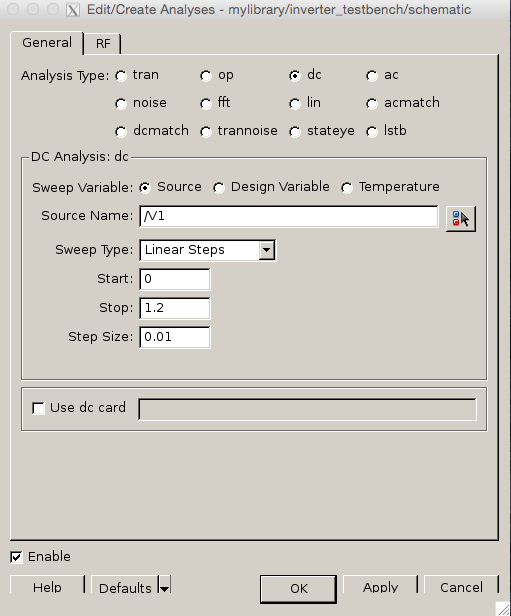 Edit/Create Analyses - mylibrary/inverter_testbench/schematic
General RF
Analysis Type: tran op dc ac
noise fft lin acmatch
dcmatch trannoise stateye lstb
DC Analysis: dc
Sweep Variable: Source Design Variable Temperature
Source Name: /V1
Sweep Type: Linear Steps
Start: 0
Stop: 1.2
Step Size: 0.01
Use dc card
Enable
Help Defaults OK Apply Cancel